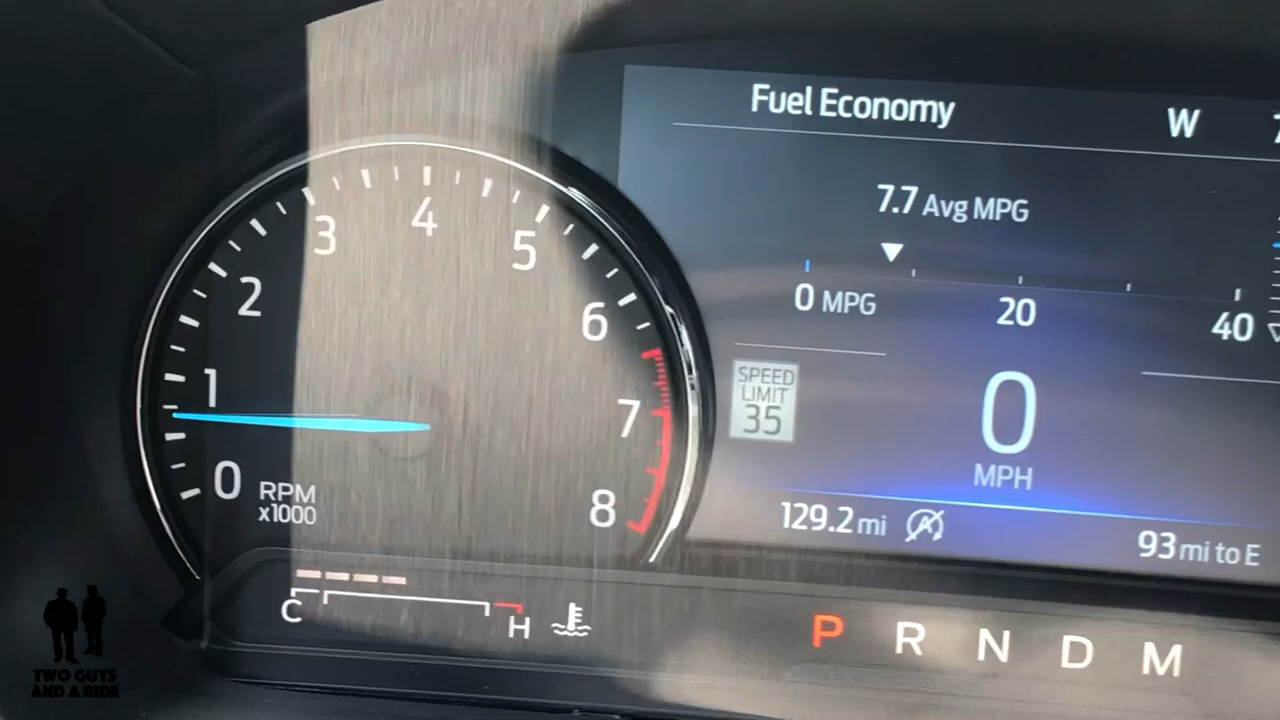 Fuel Economy
W
7.7 Avg MPG
0 MPG
20
40
SPEED
LIMIT
35
0
MPH
129.2 mi
A
93 mi to E
0
1
2
3
4
5
6
7
8
RPM
x1000
C
H
P R N D M
TWO GUYS
AND A RIDE